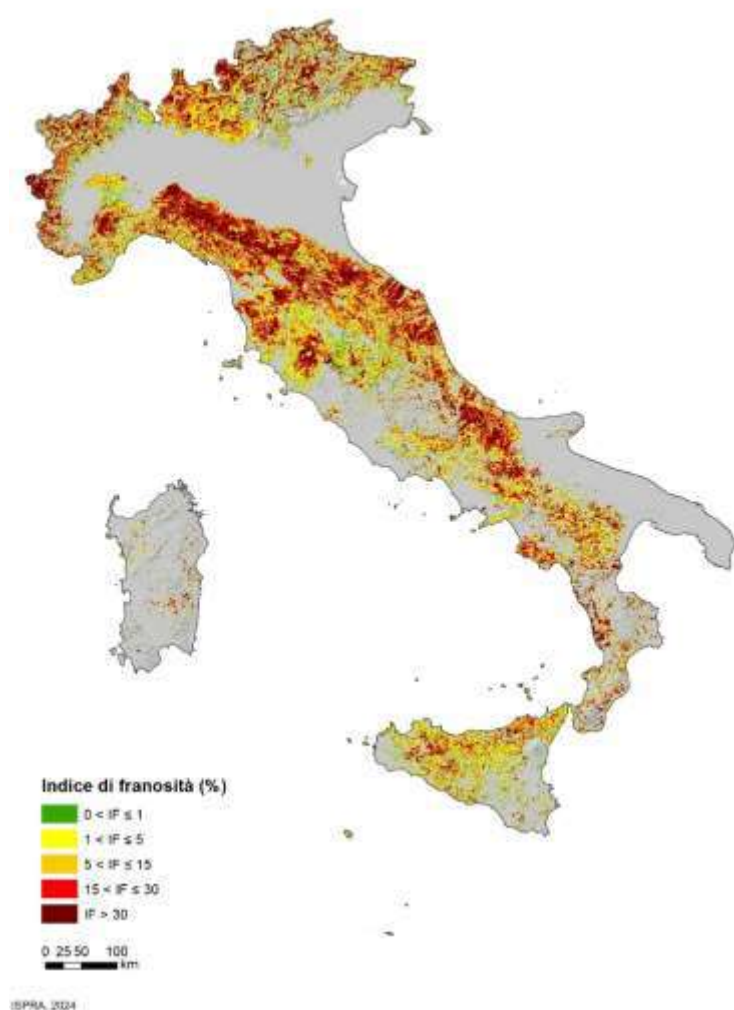 Indice di franosità (%)
0 < IF ≤ 1
1 < IF ≤ 5
5 < IF ≤ 15
15 < IF ≤ 30
IF > 30
0 25 50 100
km
ISPRA, 2024